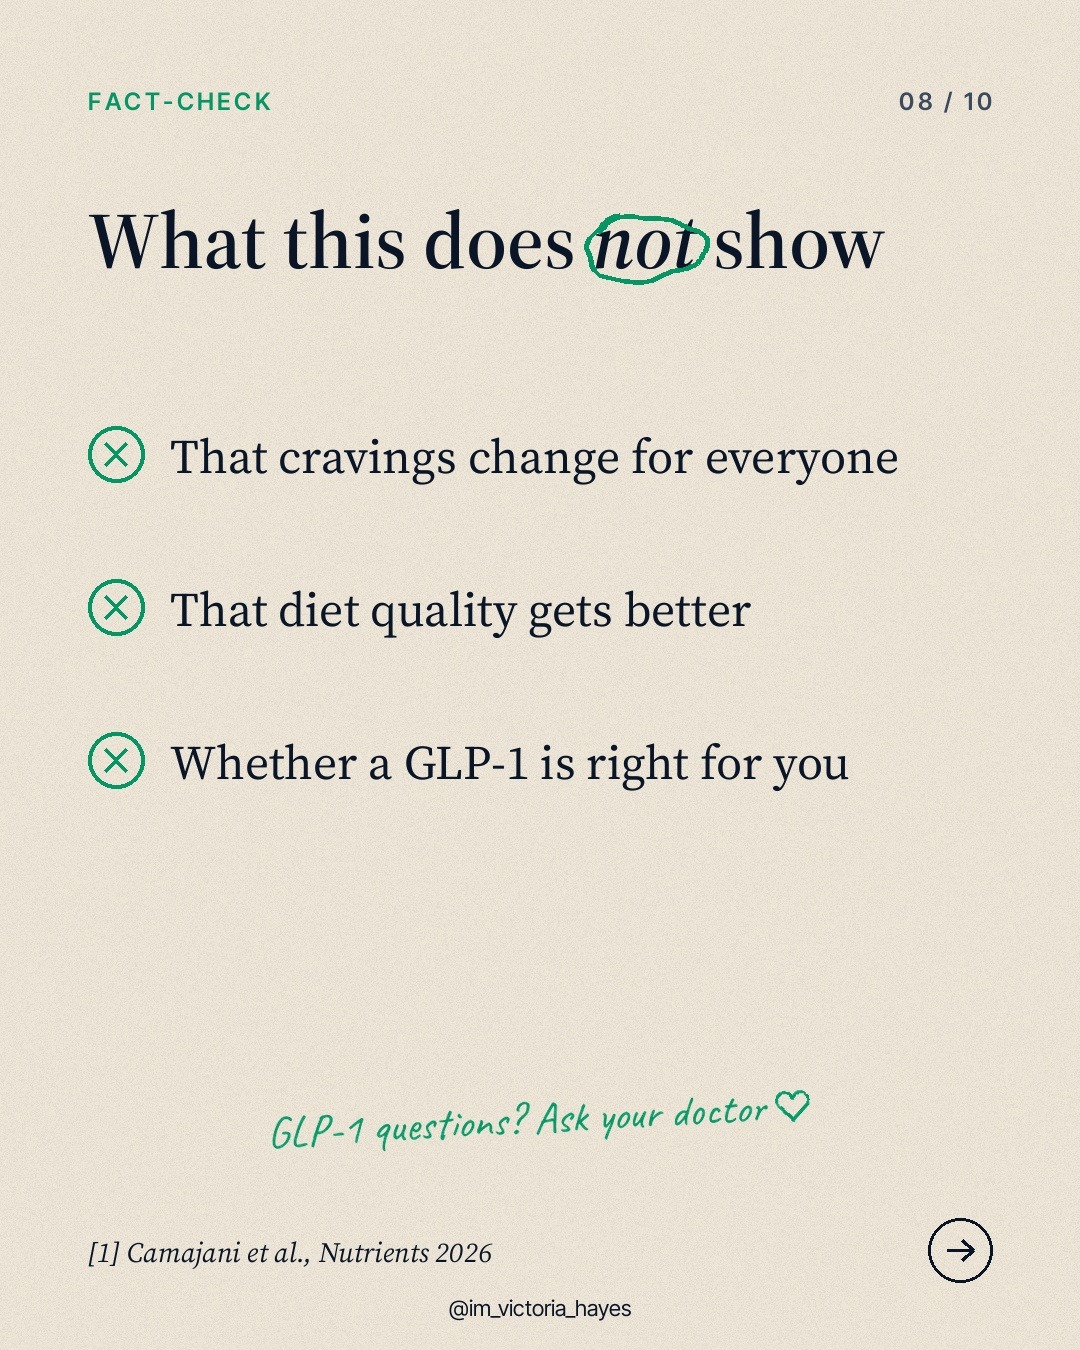 FACT-CHECK
08 / 10
What this does not show
That cravings change for everyone
That diet quality gets better
Whether a GLP-1 is right for you
GLP-1 questions? Ask your doctor
[1] Camajani et al., Nutrients 2026
@im_victoria_hayes